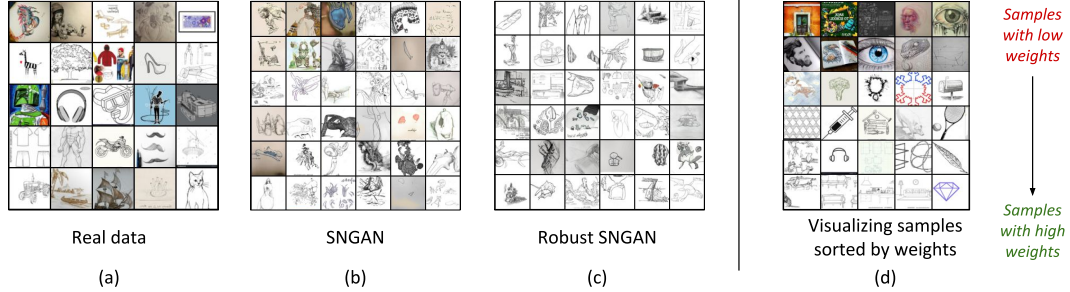 Samples
with low
weights
Samples
with high
weights
Real data
SNGAN
Robust SNGAN
Visualizing samples
sorted by weights
(a)
(b)
(c)
(d)